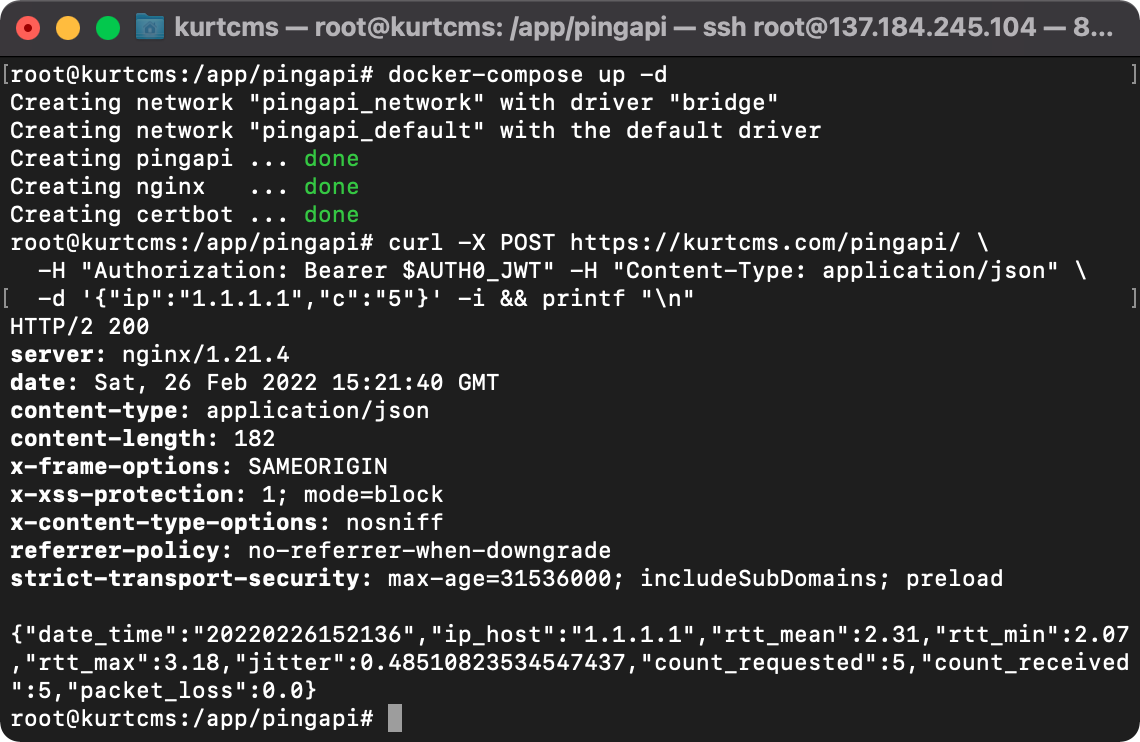 kurtcms — root@kurtcms: /app/pingapi — ssh root@137.184.245.104 — 8...
[root@kurtcms:/app/pingapi# docker-compose up -d ]
Creating network "pingapi_network" with driver "bridge"
Creating network "pingapi_default" with the default driver
Creating pingapi ... done
Creating nginx   ... done
Creating certbot ... done
root@kurtcms:/app/pingapi# curl -X POST https://kurtcms.com/pingapi/ \
  -H "Authorization: Bearer $AUTH0_JWT" -H "Content-Type: application/json" \
[  -d '{"ip":"1.1.1.1","c":"5"}' -i && printf "\n" ]
HTTP/2 200
server: nginx/1.21.4
date: Sat, 26 Feb 2022 15:21:40 GMT
content-type: application/json
content-length: 182
x-frame-options: SAMEORIGIN
x-xss-protection: 1; mode=block
x-content-type-options: nosniff
referrer-policy: no-referrer-when-downgrade
strict-transport-security: max-age=31536000; includeSubDomains; preload
{"date_time":"20220226152136","ip_host":"1.1.1.1","rtt_mean":2.31,"rtt_min":2.07
,"rtt_max":3.18,"jitter":0.48510823534547437,"count_requested":5,"count_received
":5,"packet_loss":0.0}
root@kurtcms:/app/pingapi#